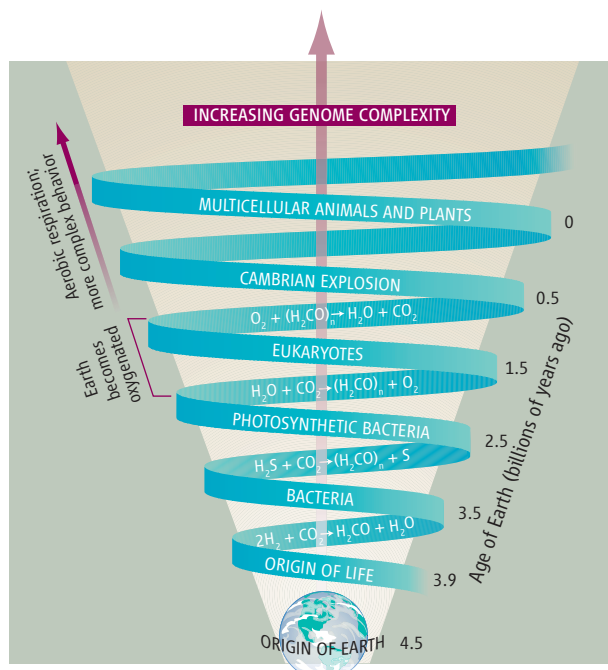 INCREASING GENOME COMPLEXITY
Aerobic respiration;
more complex behavior
MULTICELLULAR ANIMALS AND PLANTS
0
CAMBRIAN EXPLOSION
0.5
O₂ + (H₂CO)ₙ→H₂O + CO₂
Earth
becomes
oxygenated
EUKARYOTES
1.5
H₂O + CO₂→(H₂CO)ₙ + O₂
PHOTOSYNTHETIC BACTERIA
2.5
H₂S + CO₂→(H₂CO)ₙ + S
BACTERIA
3.5
2H₂ + CO₂→H₂CO + H₂O
ORIGIN OF LIFE
3.9
Age of Earth (billions of years ago)
ORIGIN OF EARTH 4.5